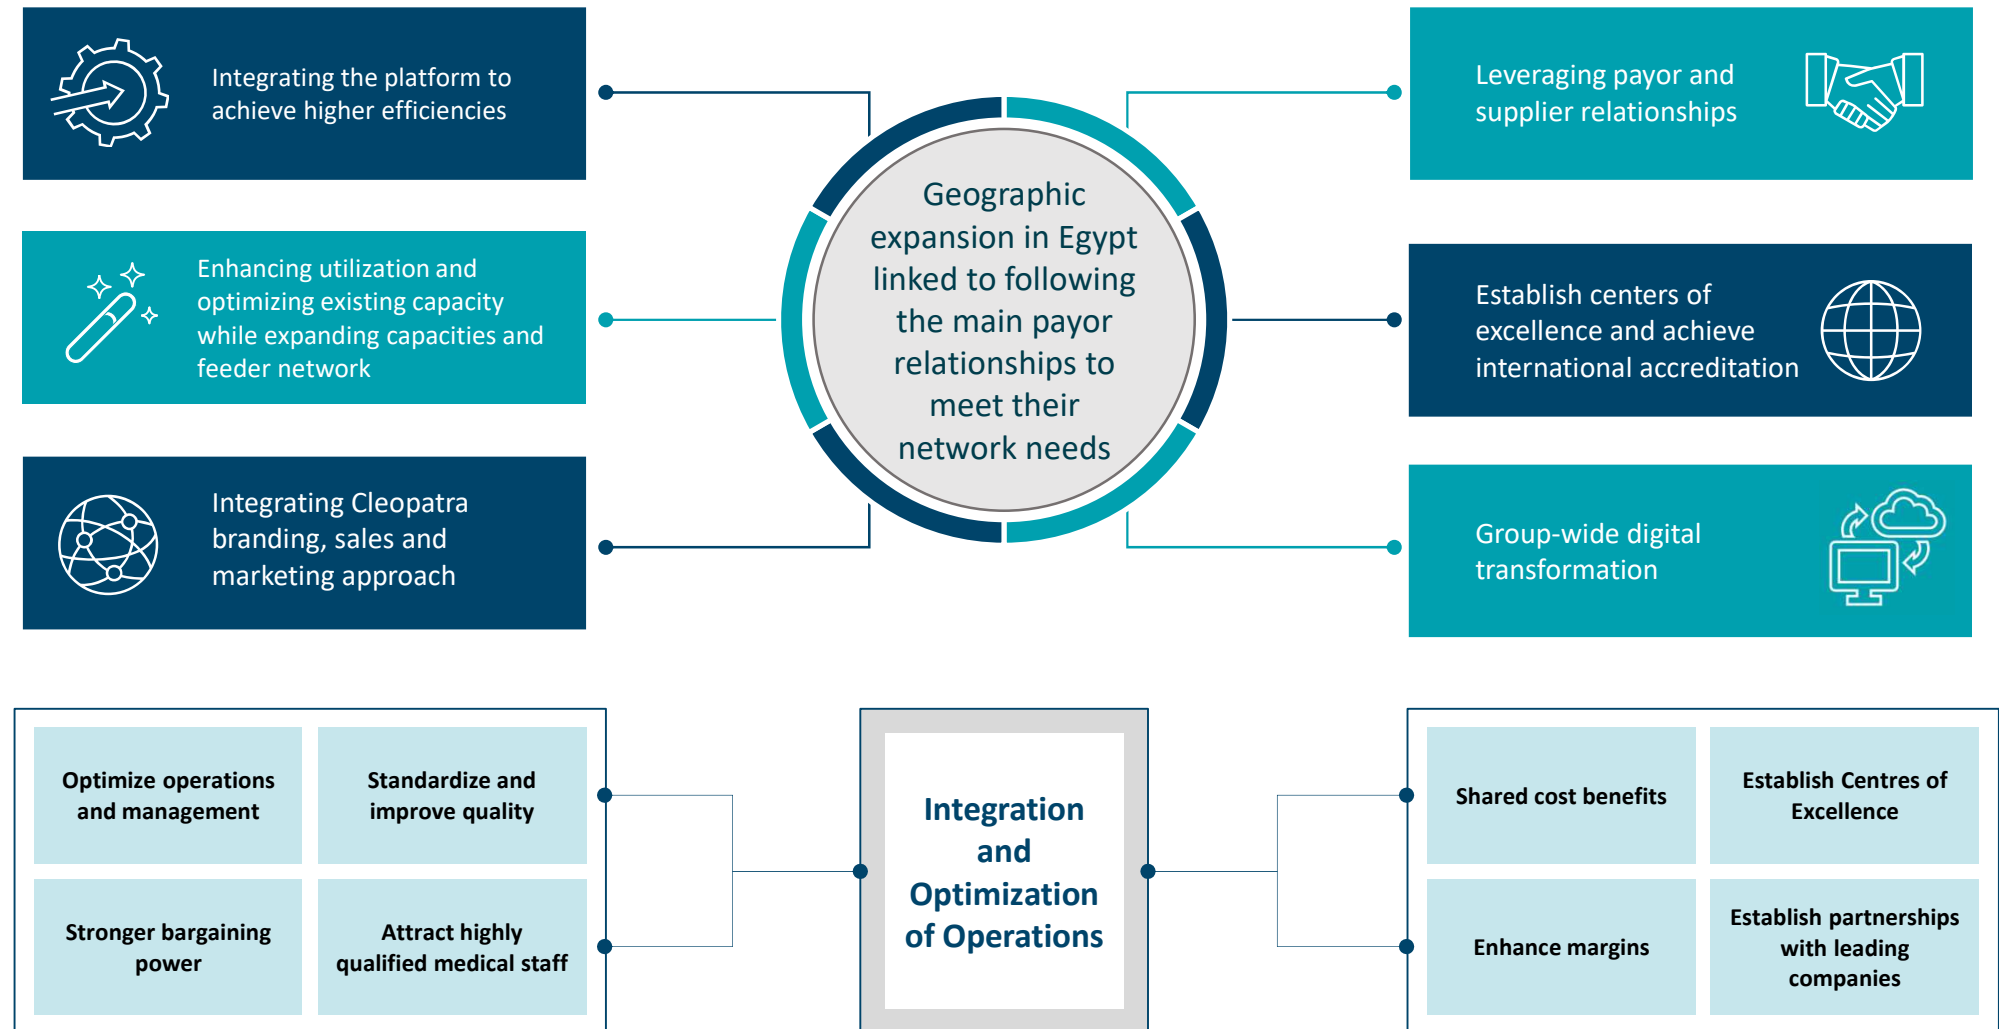 Integrating the platform to
achieve higher efficiencies
Enhancing utilization and
optimizing existing capacity
while expanding capacities and
feeder network
Integrating Cleopatra
branding, sales and
marketing approach
Geographic
expansion in Egypt
linked to following
the main payor
relationships to
meet their
network needs
Leveraging payor and
supplier relationships
Establish centers of
excellence and achieve
international accreditation
Group-wide digital
transformation
Optimize operations
and management
Standardize and
improve quality
Stronger bargaining
power
Attract highly
qualified medical staff
Integration
and
Optimization
of Operations
Shared cost benefits
Establish Centres of
Excellence
Enhance margins
Establish partnerships
with leading
companies